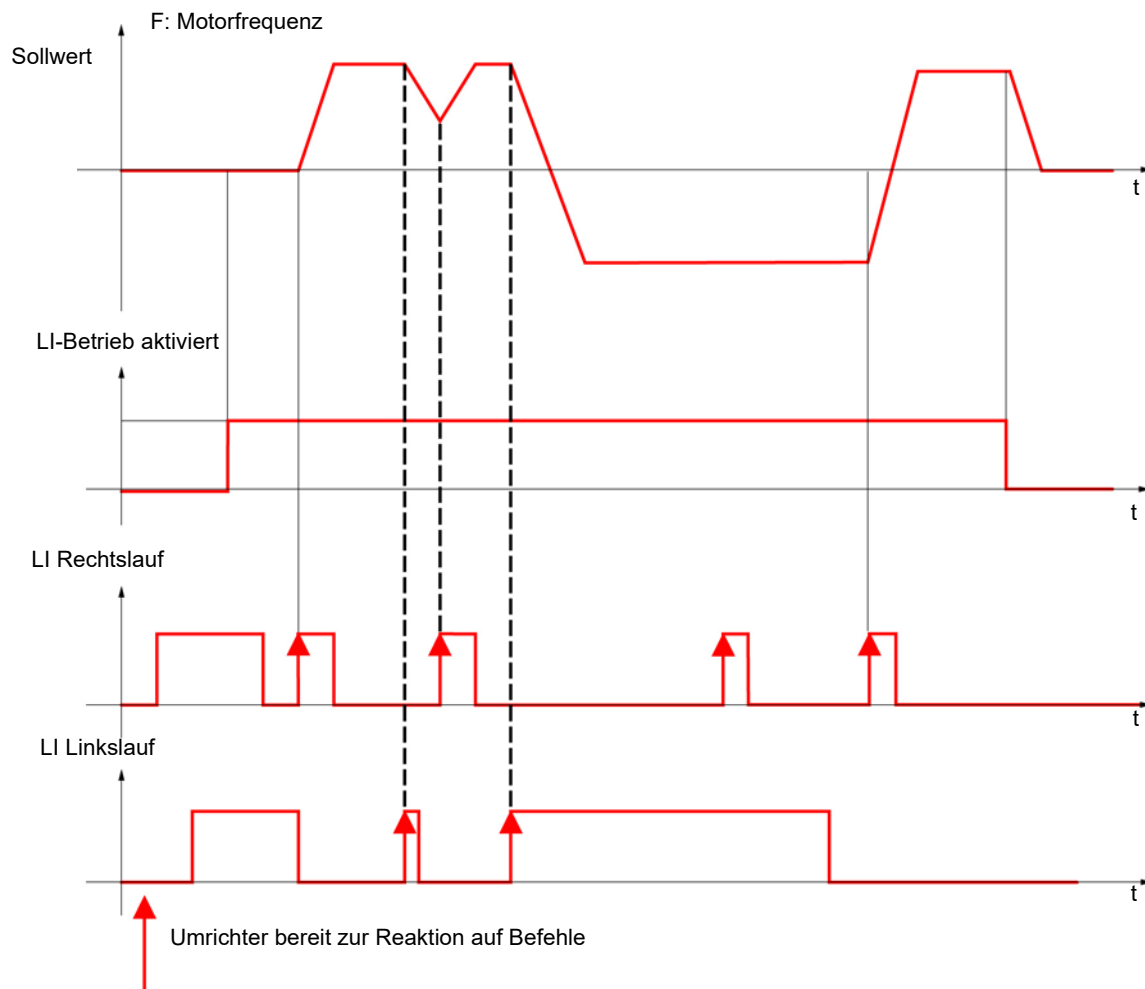 F: Motorfrequenz
Sollwert
t
LI-Betrieb aktiviert
t
LI Rechtslauf
t
LI Linkslauf
t
Umrichter bereit zur Reaktion auf Befehle